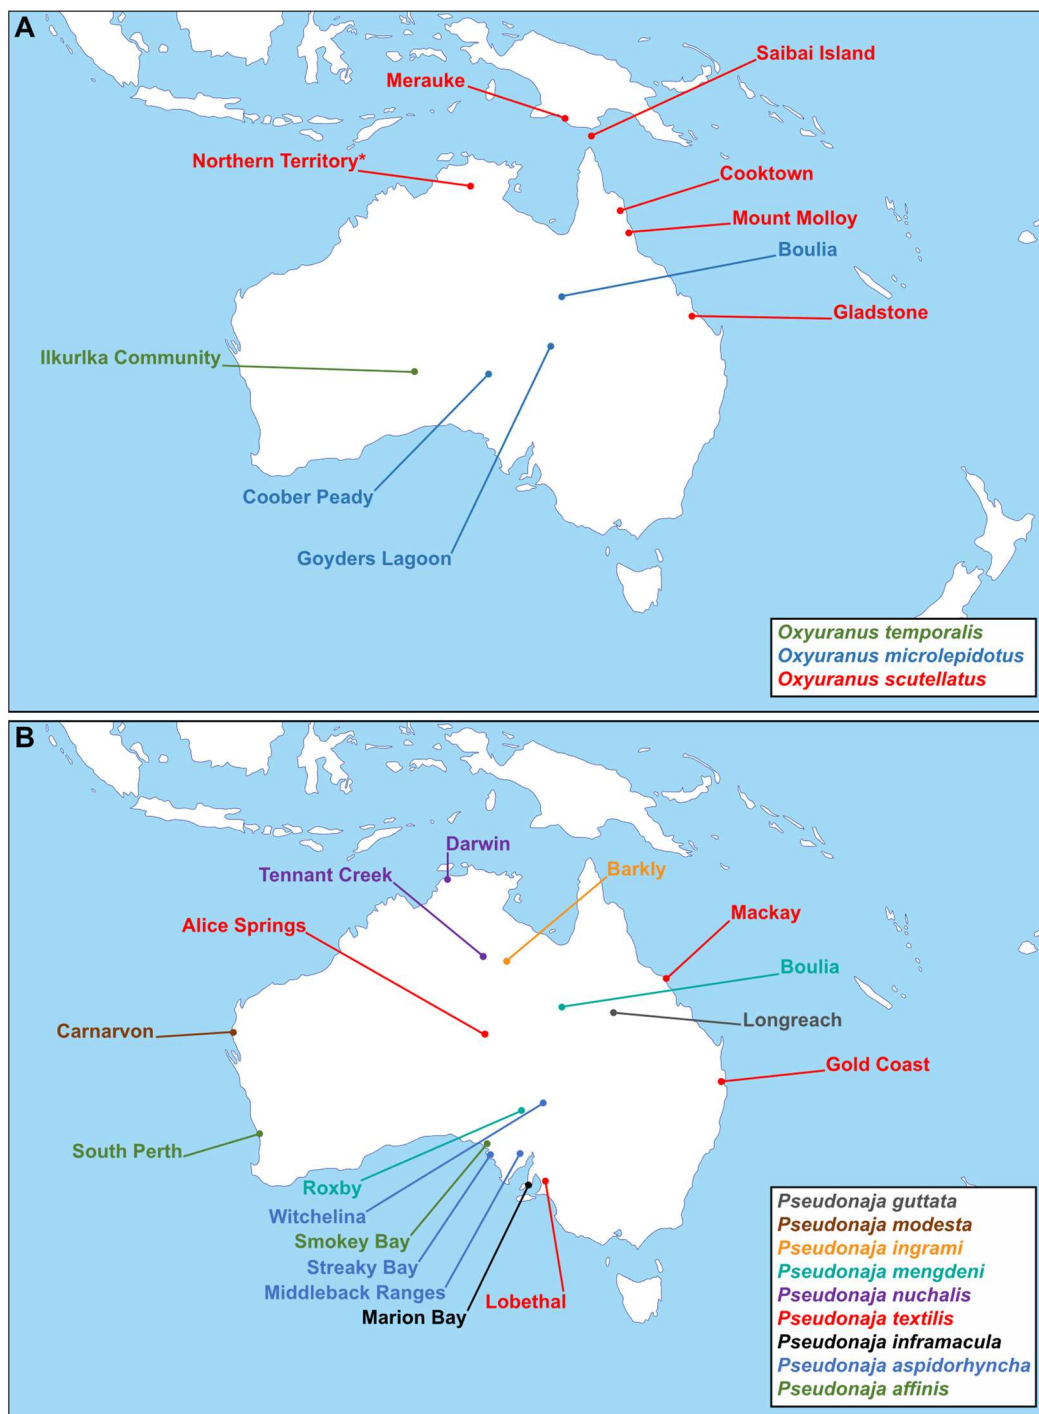 A
Saibai Island
Merauke
Northern Territory*
Cooktown
Mount Molloy
Boulia
Gladstone
Ilkurlka Community
Coober Peady
Goyders Lagoon
Oxyuranus temporalis
Oxyuranus microlepidotus
Oxyuranus scutellatus
B
Darwin
Tennant Creek
Barkly
Alice Springs
Mackay
Boulia
Longreach
Carnarvon
Gold Coast
South Perth
Roxby
Witchelina
Smokey Bay
Streaky Bay
Middleback Ranges
Marion Bay
Lobethal
Pseudonaja guttata
Pseudonaja modesta
Pseudonaja ingrami
Pseudonaja mengdeni
Pseudonaja nuchalis
Pseudonaja textilis
Pseudonaja inframacula
Pseudonaja aspidorhyncha
Pseudonaja affinis